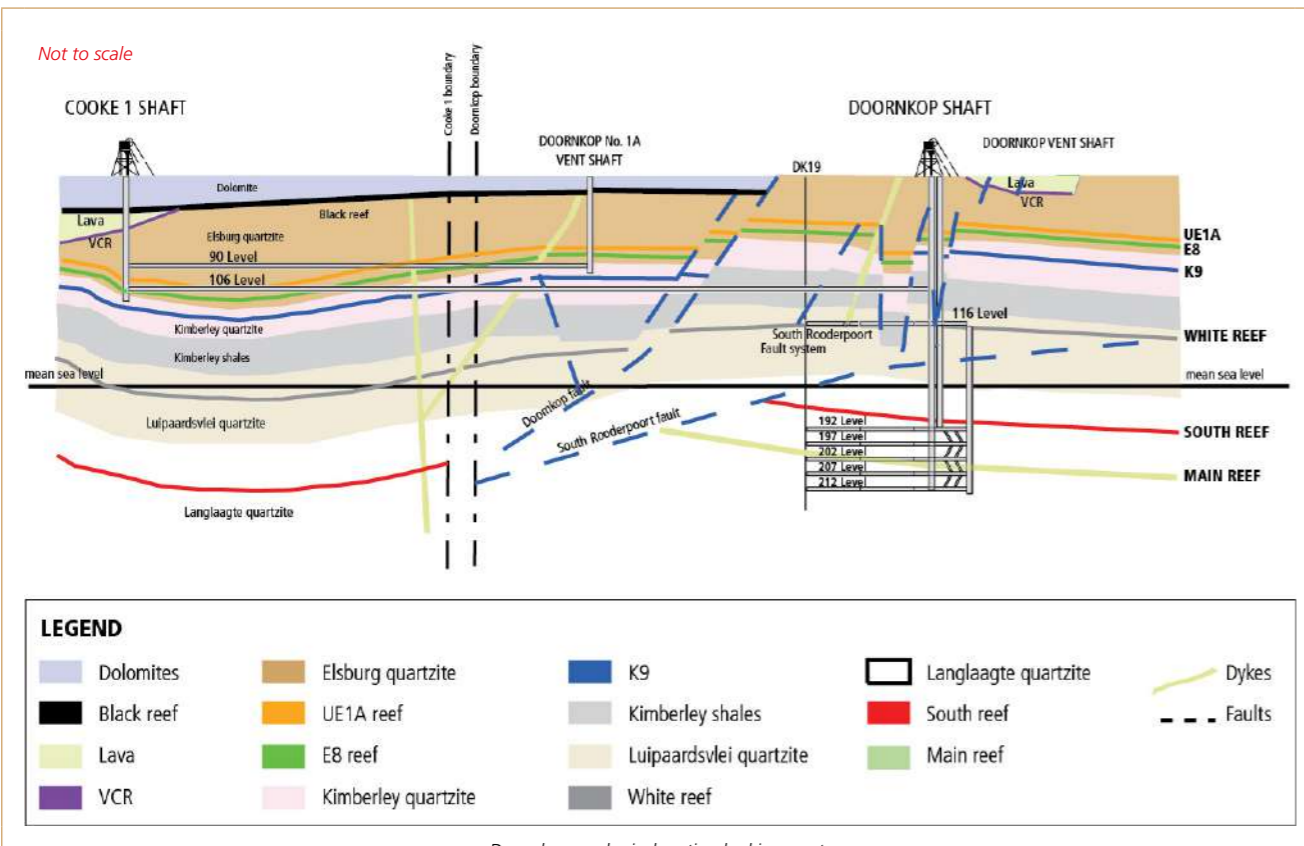 Not to scale
COOKE 1 SHAFT
Cooke 1 boundary
Doornkop boundary
DOORNKOP No. 1A
VENT SHAFT
DOORNKOP SHAFT
DOORNKOP VENT SHAFT
DK19
Dolomite
Black reef
Lava
VCR
Lava
VCR
Elsburg quartzite
90 Level
106 Level
UE1A
E8
K9
116 Level
Kimberley quartzite
South Rooderpoort
Fault system
WHITE REEF
Kimberley shales
mean sea level
mean sea level
Doornkop fault
Luipaardsvlei quartzite
South Rooderpoort fault
192 Level
197 Level
202 Level
207 Level
212 Level
SOUTH REEF
MAIN REEF
Langlaagte quartzite
LEGEND
Dolomites
Elsburg quartzite
K9
Langlaagte quartzite
Dykes
Black reef
UE1A reef
Kimberley shales
South reef
Faults
Lava
E8 reef
Luipaardsvlei quartzite
Main reef
VCR
Kimberley quartzite
White reef